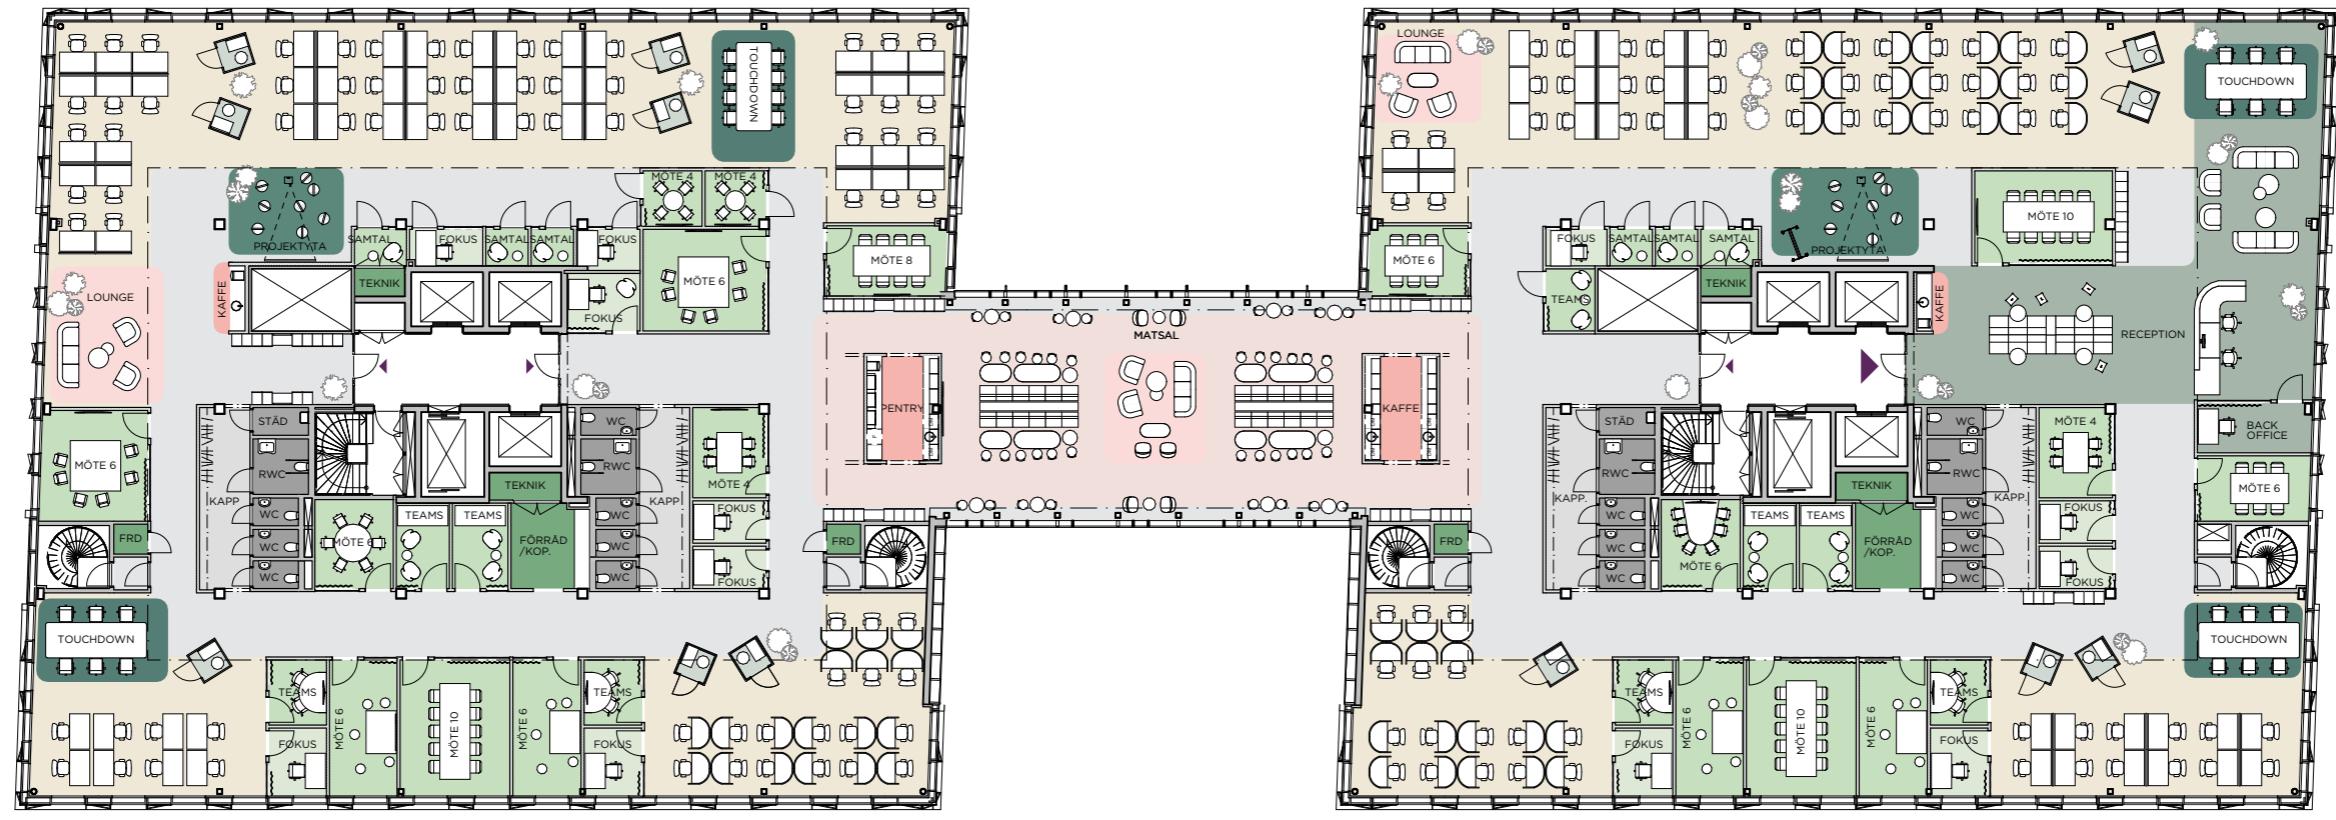 LOUNGE
TOUCHDOWN
TOUCHDOWN
MÖTE 4
MÖTE 4
MÖTE 10
PROJEKTYTA
SAMTAL
FOKUS
SAMTAL
SAMTAL
FOKUS
MÖTE 8
MÖTE 6
FOKUS
SAMTAL
SAMTAL
SAMTAL
PROJEKTYTA
MÖTE 6
TEKNIK
TEKNIK
LOUNGE
KAFFE
FOKUS
TEAMS
KAFFE
MATSAL
RECEPTION
PENTRY
KAFFE
STÄD
WC
STÄD
WC
MÖTE 4
BACK
OFFICE
MÖTE 6
RWC
RWC
RWC
RWC
MÖTE 4
TEKNIK
TEKNIK
MÖTE 6
KAPP.
KAPP.
KAPP.
KAPP.
WC
TEAMS
TEAMS
WC
FOKUS
WC
TEAMS
TEAMS
WC
FOKUS
FRD
WC
MÖTE 6
FÖRRÅD
/KOP.
WC
FRD
FRD
WC
MÖTE 6
FÖRRÅD
/KOP.
WC
WC
WC
FOKUS
WC
WC
FOKUS
TOUCHDOWN
TOUCHDOWN
TEAMS
MÖTE 6
MÖTE 10
MÖTE 6
TEAMS
TEAMS
MÖTE 6
MÖTE 10
MÖTE 6
TEAMS
FOKUS
FOKUS
FOKUS
FOKUS